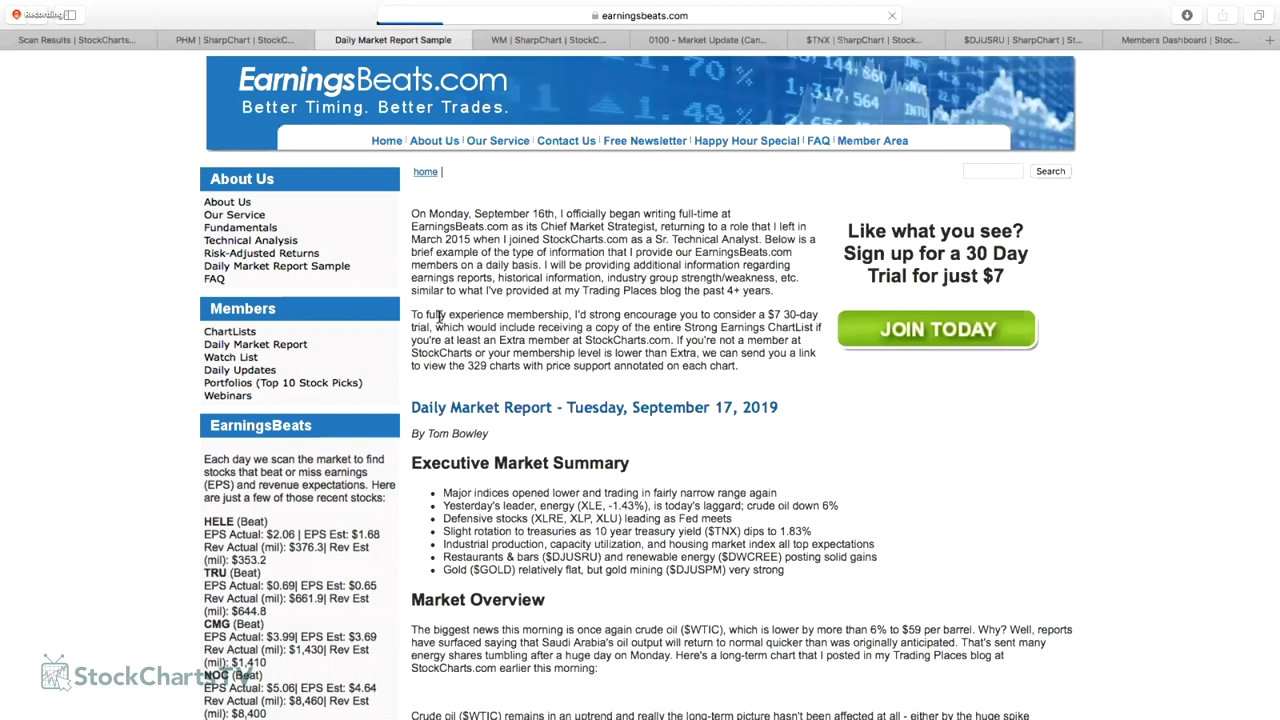 Recording
earningsbeats.com
Scan Results | StockCharts...
PHM | SharpChart | StockC...
Daily Market Report Sample
WM | SharpChart | StockC...
0100 - Market Update (Can...
$TNX | SharpChart | Stock...
$DJUSRU | SharpChart | St...
Members Dashboard | Stoc...
EarningsBeats.com
Better Timing. Better Trades.
Home | About Us | Our Service | Contact Us | Free Newsletter | Happy Hour Special | FAQ | Member Area
About Us
About Us
Our Service
Fundamentals
Technical Analysis
Risk-Adjusted Returns
Daily Market Report Sample
FAQ
Members
ChartLists
Daily Market Report
Watch List
Daily Updates
Portfolios (Top 10 Stock Picks)
Webinars
EarningsBeats
Each day we scan the market to find
stocks that beat or miss earnings
(EPS) and revenue expectations. Here
are just a few of those recent stocks:
HELE (Beat)
EPS Actual: $2.06 | EPS Est: $1.68
Rev Actual (mil): $376.3| Rev Est
(mil): $353.2
TRU (Beat)
EPS Actual: $0.69| EPS Est: $0.65
Rev Actual (mil): $661.9| Rev Est
(mil): $644.8
CMG (Beat)
EPS Actual: $3.99| EPS Est: $3.69
Rev Actual (mil): $1,430| Rev Est
(mil): $1,410
NOC (Beat)
EPS Actual: $5.06 | EPS Est: $4.64
Rev Actual (mil): $8,460| Rev Est
(mil): $8,400
home |
Search
On Monday, September 16th, I officially began writing full-time at
EarningsBeats.com as its Chief Market Strategist, returning to a role that I left in
March 2015 when I joined StockCharts.com as a Sr. Technical Analyst. Below is a
brief example of the type of information that I provide our EarningsBeats.com
members on a daily basis. I will be providing additional information regarding
earnings reports, historical information, industry group strength/weakness, etc.
similar to what I've provided at my Trading Places blog the past 4+ years.
To fully experience membership, I'd strong encourage you to consider a $7 30-day
trial, which would include receiving a copy of the entire Strong Earnings ChartList if
you're at least an Extra member at StockCharts.com. If you're not a member at
StockCharts or your membership level is lower than Extra, we can send you a link
to view the 329 charts with price support annotated on each chart.
Like what you see?
Sign up for a 30 Day
Trial for just $7
JOIN TODAY
Daily Market Report - Tuesday, September 17, 2019
By Tom Bowley
Executive Market Summary
• Major indices opened lower and trading in fairly narrow range again
• Yesterday's leader, energy (XLE, -1.43%), is today's laggard; crude oil down 6%
• Defensive stocks (XLRE, XLP, XLU) leading as Fed meets
• Slight rotation to treasuries as 10 year treasury yield ($TNX) dips to 1.83%
• Industrial production, capacity utilization, and housing market index all top expectations
• Restaurants & bars ($DJUSRU) and renewable energy ($DWCREE) posting solid gains
• Gold ($GOLD) relatively flat, but gold mining ($DJUSPM) very strong
Market Overview
The biggest news this morning is once again crude oil ($WTIC), which is lower by more than 6% to $59 per barrel. Why? Well, reports
have surfaced saying that Saudi Arabia's oil output will return to normal quicker than was originally anticipated. That's sent many
energy shares tumbling after a huge day on Monday. Here's a long-term chart that I posted in my Trading Places blog at
StockCharts.com earlier this morning:
Crude oil ($WTIC) remains in an uptrend and really the long-term picture hasn't been affected at all - either by the huge spike
StockChartsTV